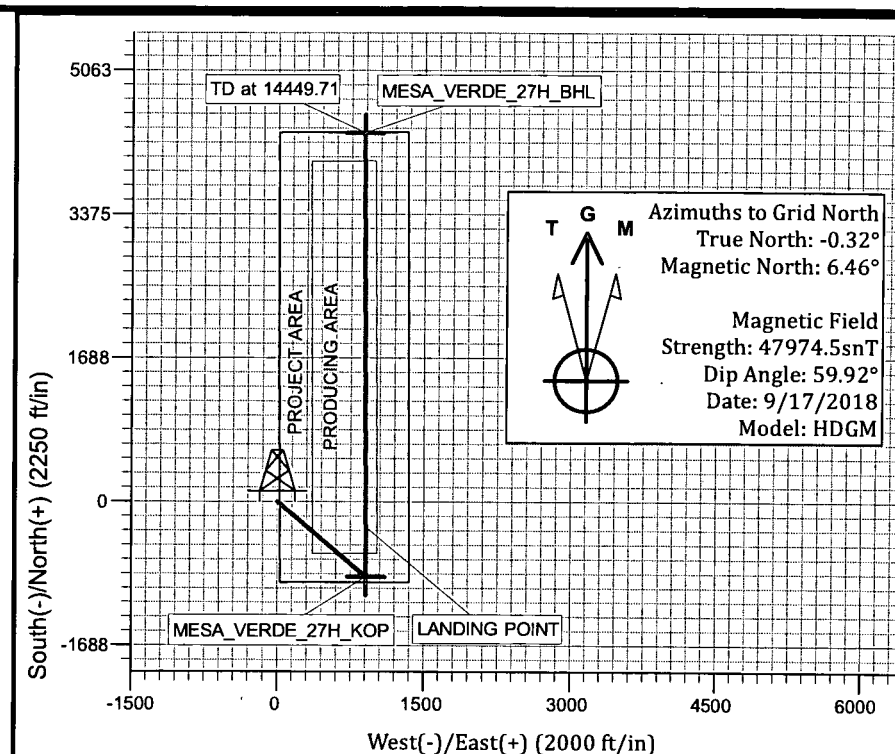 5063
3375
1688
0
-1688
South(-)/North(+) (2250 ft/in)
TD at 14449.71
MESA_VERDE_27H_BHL
PROJECT AREA
PRODUCING AREA
MESA_VERDE_27H_KOP
LANDING POINT
T G M
Azimuths to Grid North
True North: -0.32°
Magnetic North: 6.46°
Magnetic Field
Strength: 47974.5snT
Dip Angle: 59.92°
Date: 9/17/2018
Model: HDGM
-1500 0 1500 3000 4500 6000
West(-)/East(+) (2000 ft/in)